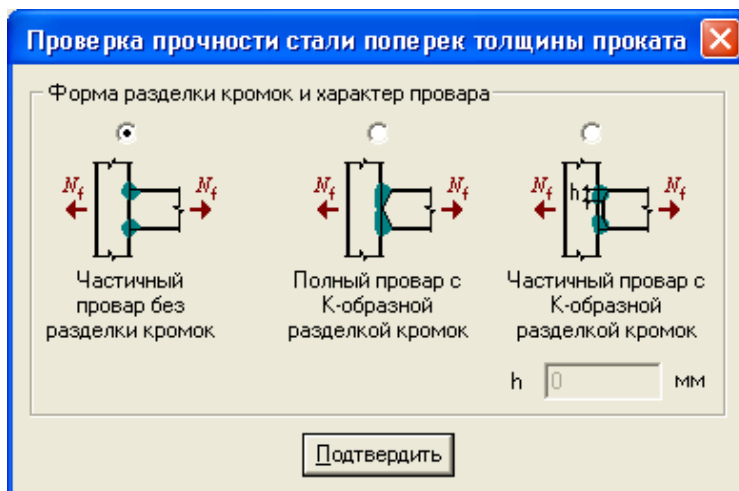 Проверка прочности стали поперек толщины проката
Форма разделки кромок и характер провара
Nf Nf Nf Nf Nf h Nf
Частичный провар без разделки кромок
Полный провар с К-образной разделкой кромок
Частичный провар с К-образной разделкой кромок
h 0 мм
Подтвердить